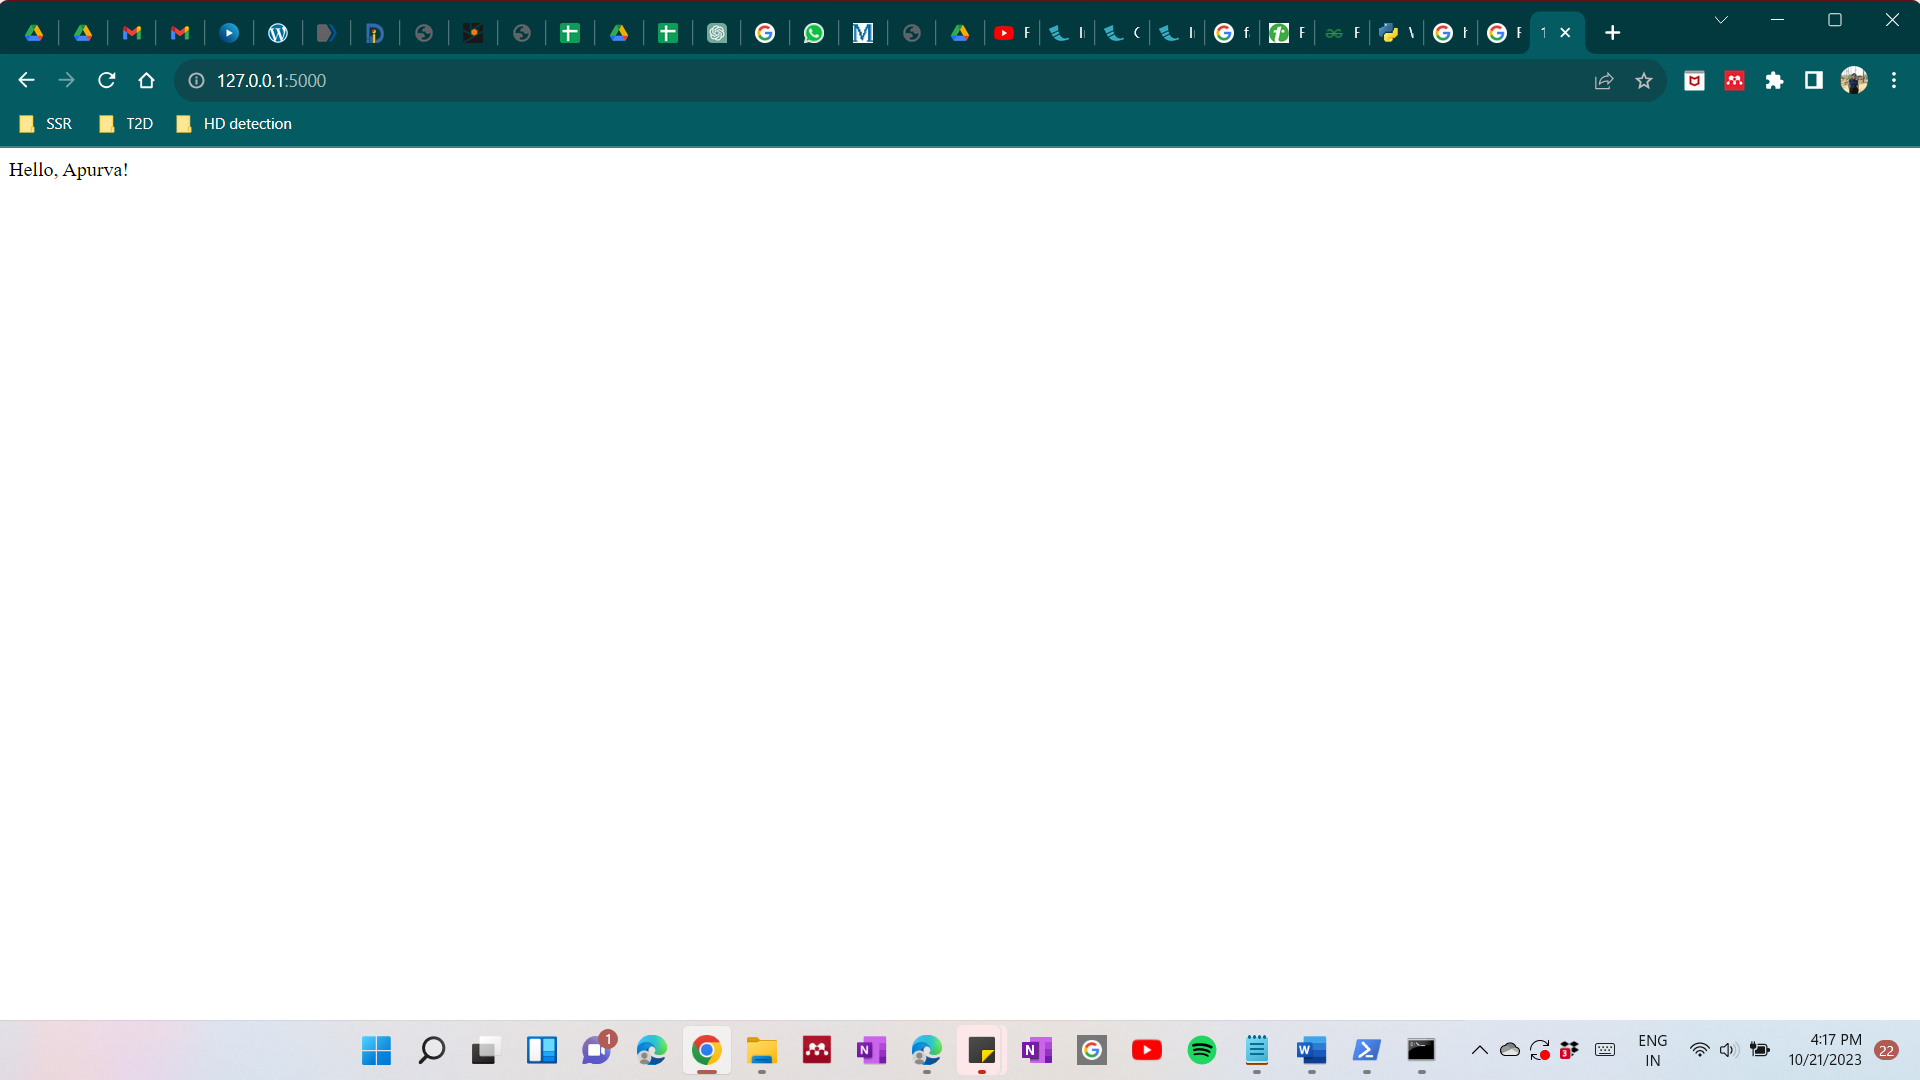 127.0.0.1:5000
SSR T2D HD detection
Hello, Apurva!
1
ENG
IN
4:17 PM
10/21/2023
22